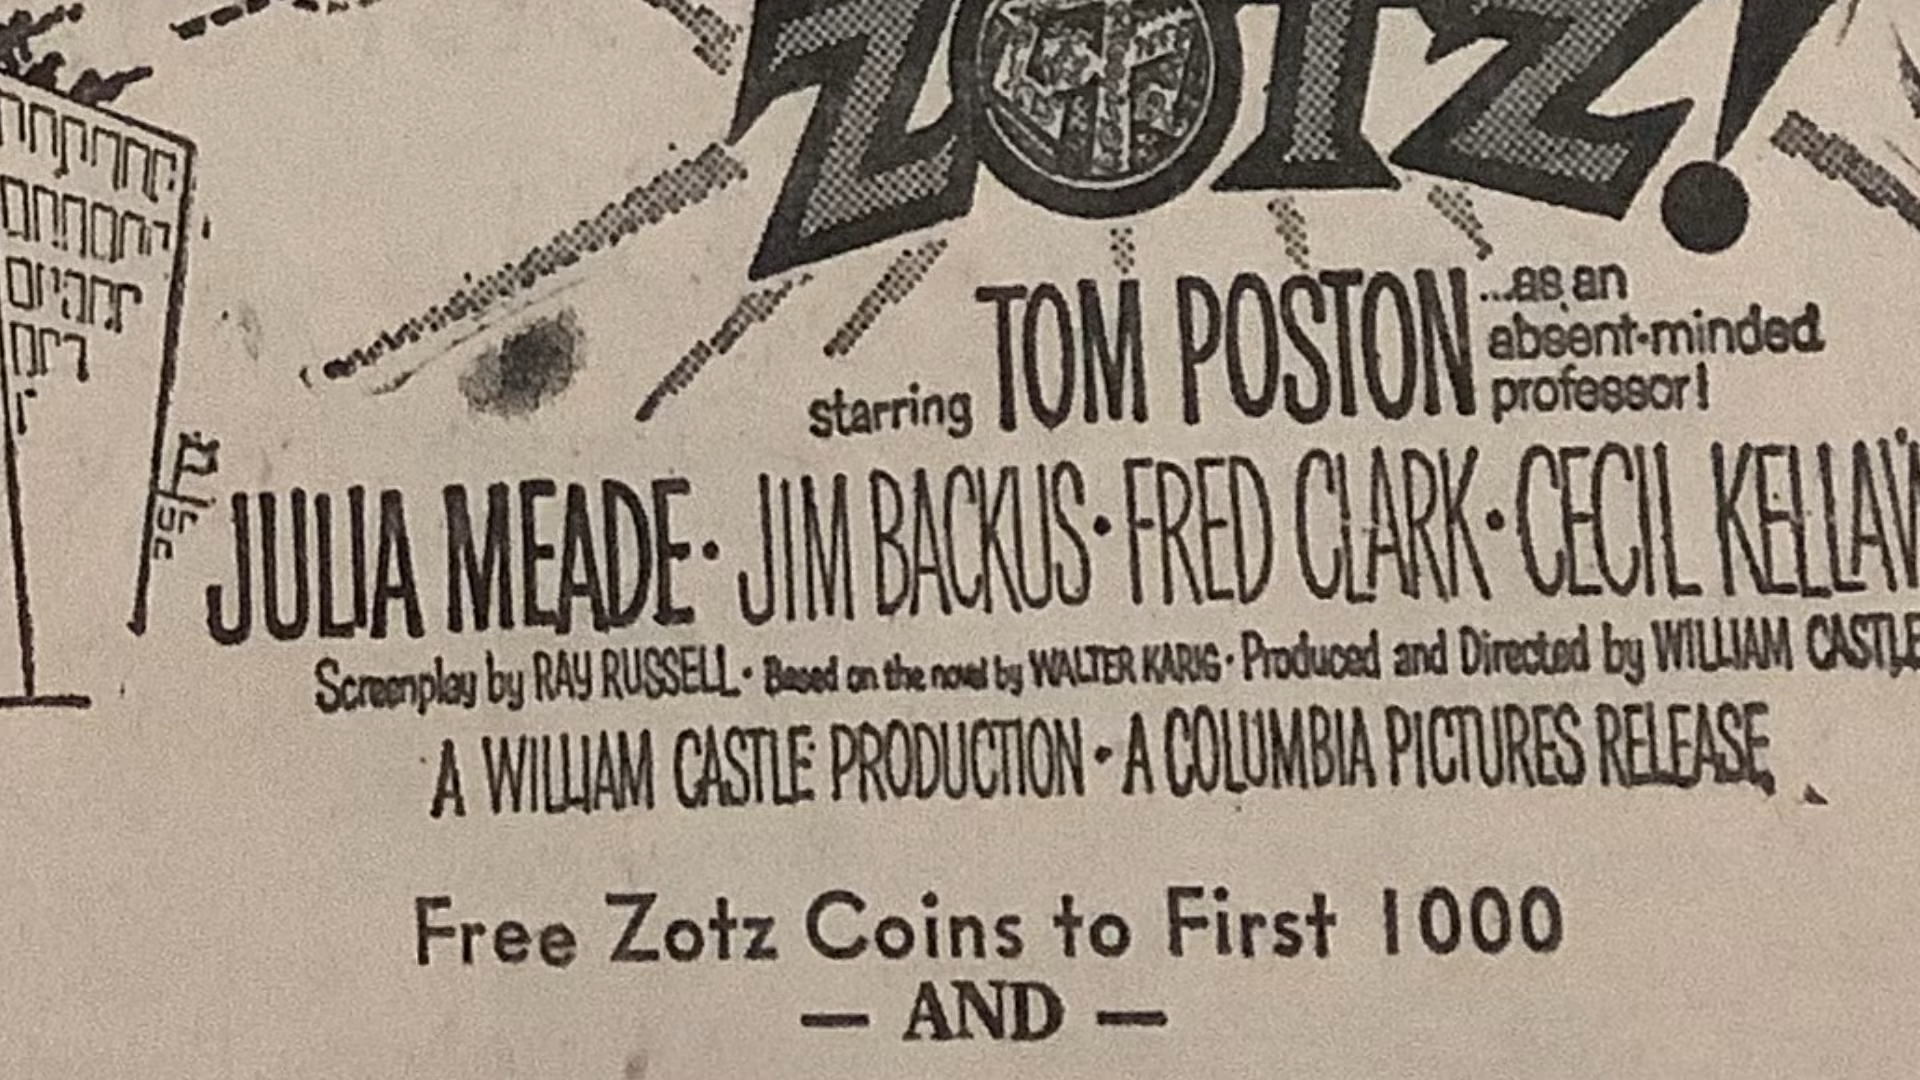 ZOTZ!
starring TOM POSTON ...as an
absent-minded
professor!
JULIA MEADE · JIM BACKUS · FRED CLARK · CECIL
Screenplay by RAY RUSSELL · Based on the novel by WALTER KARIG · Produced and Directed by WILLIAM CASTLE
A WILLIAM CASTLE PRODUCTION · A COLUMBIA PICTURES RELEASE
Free Zotz Coins to First 1000
— AND —